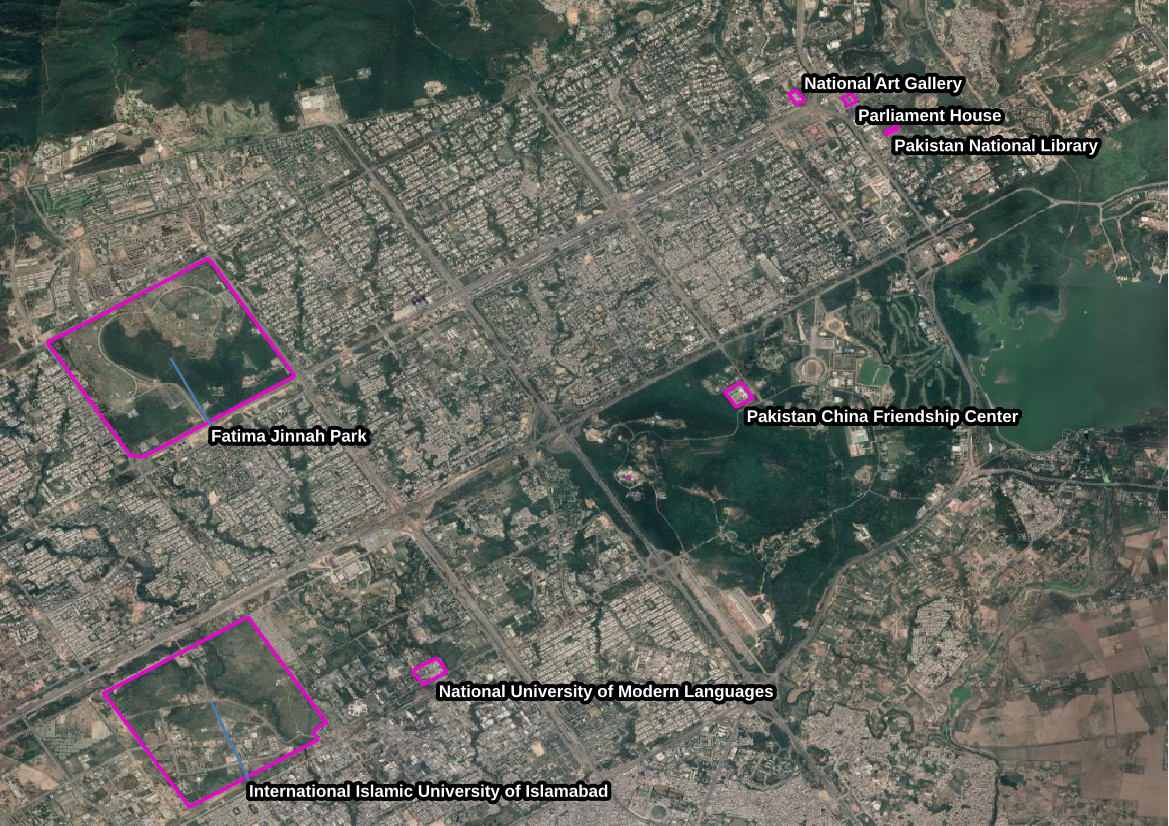 National Art Gallery
Parliament House
Pakistan National Library
Pakistan China Friendship Center
Fatima Jinnah Park
National University of Modern Languages
International Islamic University of Islamabad